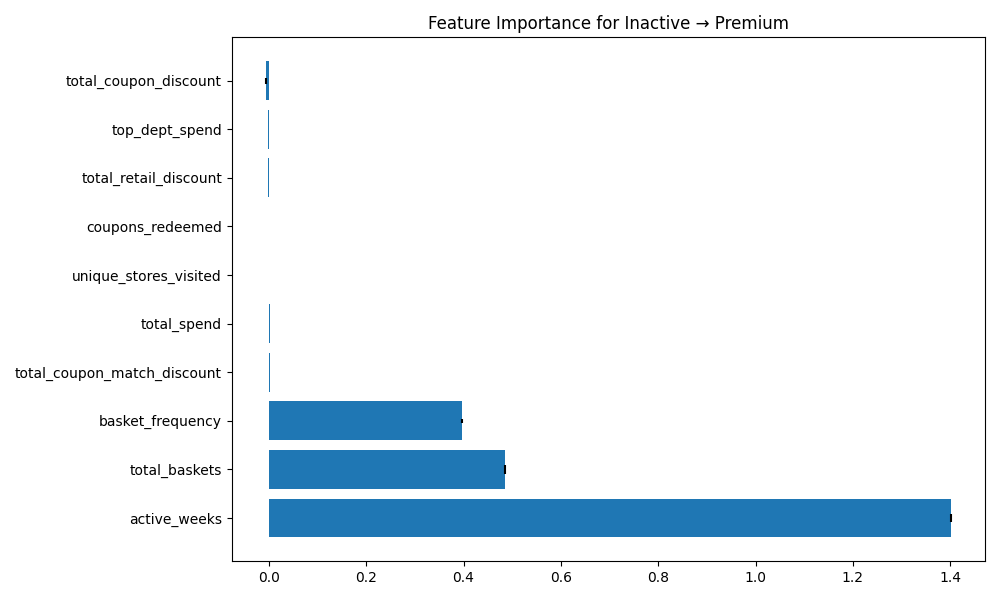 Feature Importance for Inactive → Premium
total_coupon_discount
top_dept_spend
total_retail_discount
coupons_redeemed
unique_stores_visited
total_spend
total_coupon_match_discount
basket_frequency
total_baskets
active_weeks
0.0 0.2 0.4 0.6 0.8 1.0 1.2 1.4